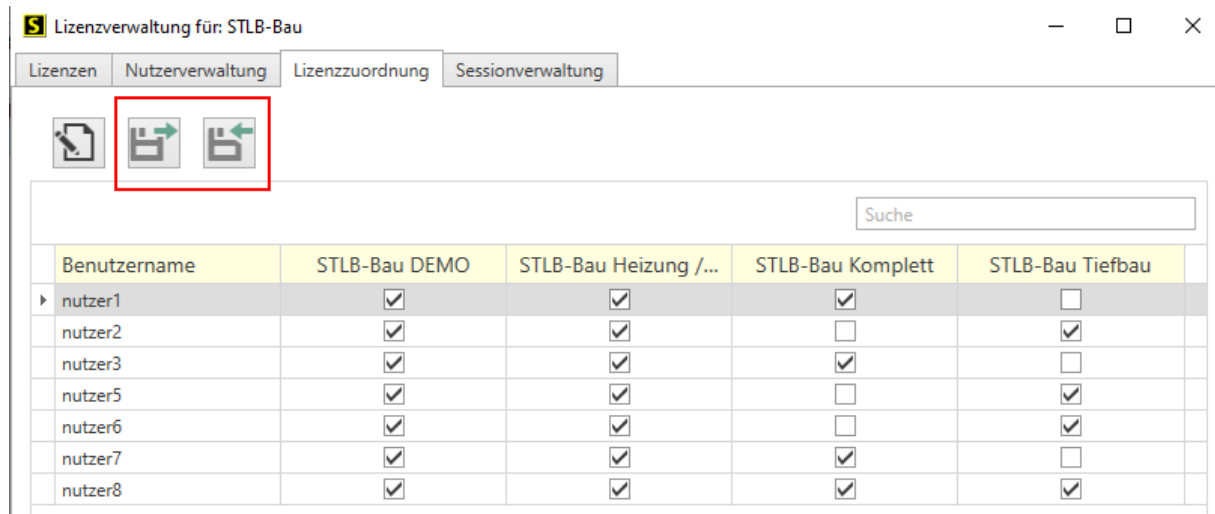 S Lizenzverwaltung für: STLB-Bau
Lizenzen Nutzerverwaltung Lizenzzuordnung Sessionverwaltung
Suche
Benutzername STLB-Bau DEMO STLB-Bau Heizung /... STLB-Bau Komplett STLB-Bau Tiefbau
nutzer1
nutzer2
nutzer3
nutzer5
nutzer6
nutzer7
nutzer8